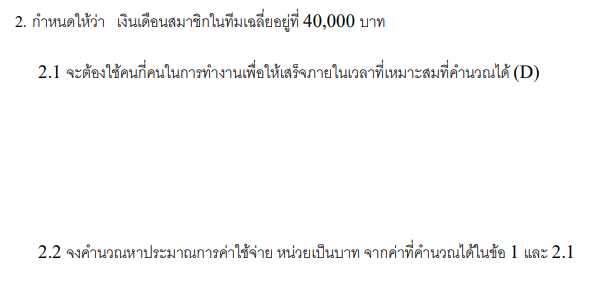 2. กำหนดให้ว่า เงินเดือนสมาชิกในทีมเฉลี่ยอยู่ที่ 40,000 บาท
2.1 จะต้องใช้คนกี่คนในการทำงานเพื่อให้เสร็จภายในเวลาที่เหมาะสมที่คำนวณได้ (D)
2.2 จงคำนวณหาประมาณการค่าใช้จ่าย หน่วยเป็นบาท จากค่าที่คำนวณได้ในข้อ 1 และ 2.1